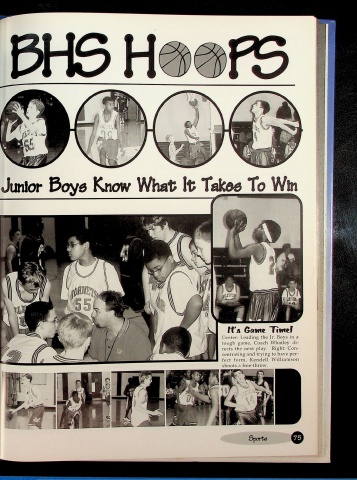 BHS HOOPS
Junior Boys Know What It Takes To Win
55
It's Game Time!
Center: Leading the Jr. Boys in a
tough game, Coach Whatley di-
rects the next play. Right: Con-
centrating and trying to have per-
fect form, Kendell Williamson
shoots a free-throw.
Sports 75